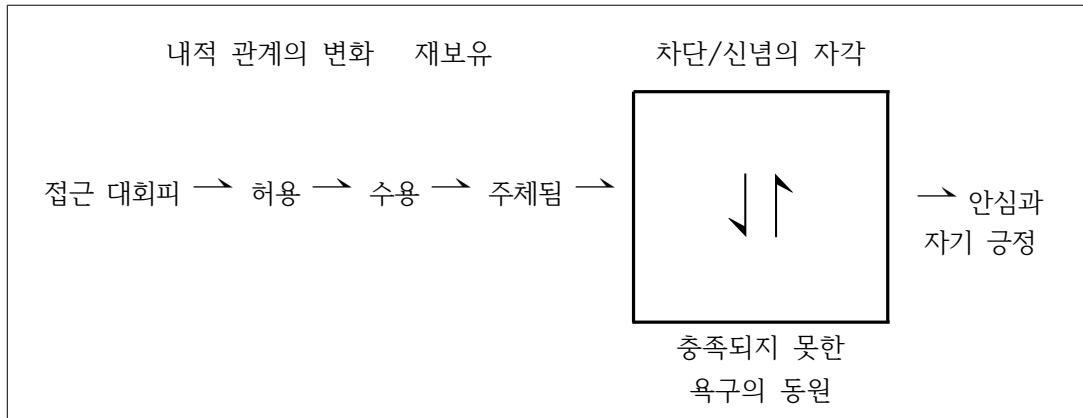 내적 관계의 변화 재보유 차단/신념의 자각
접근 대회피 → 허용 → 수용 → 주체됨 → → 안심과
자기 긍정
충족되지 못한
욕구의 동원